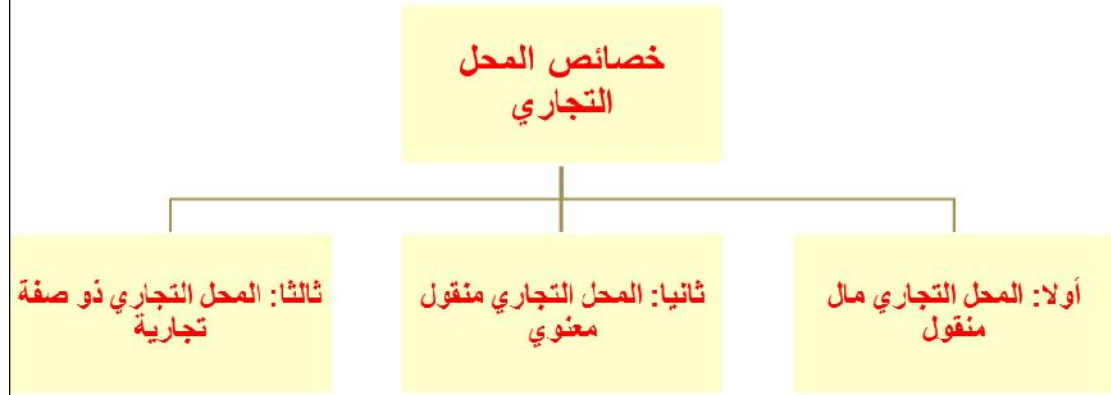 خصائص المحل
التجاري
أولا: المحل التجاري مال
منقول
ثانيا: المحل التجاري منقول
معنوي
ثالثا: المحل التجاري ذو صفة
تجارية